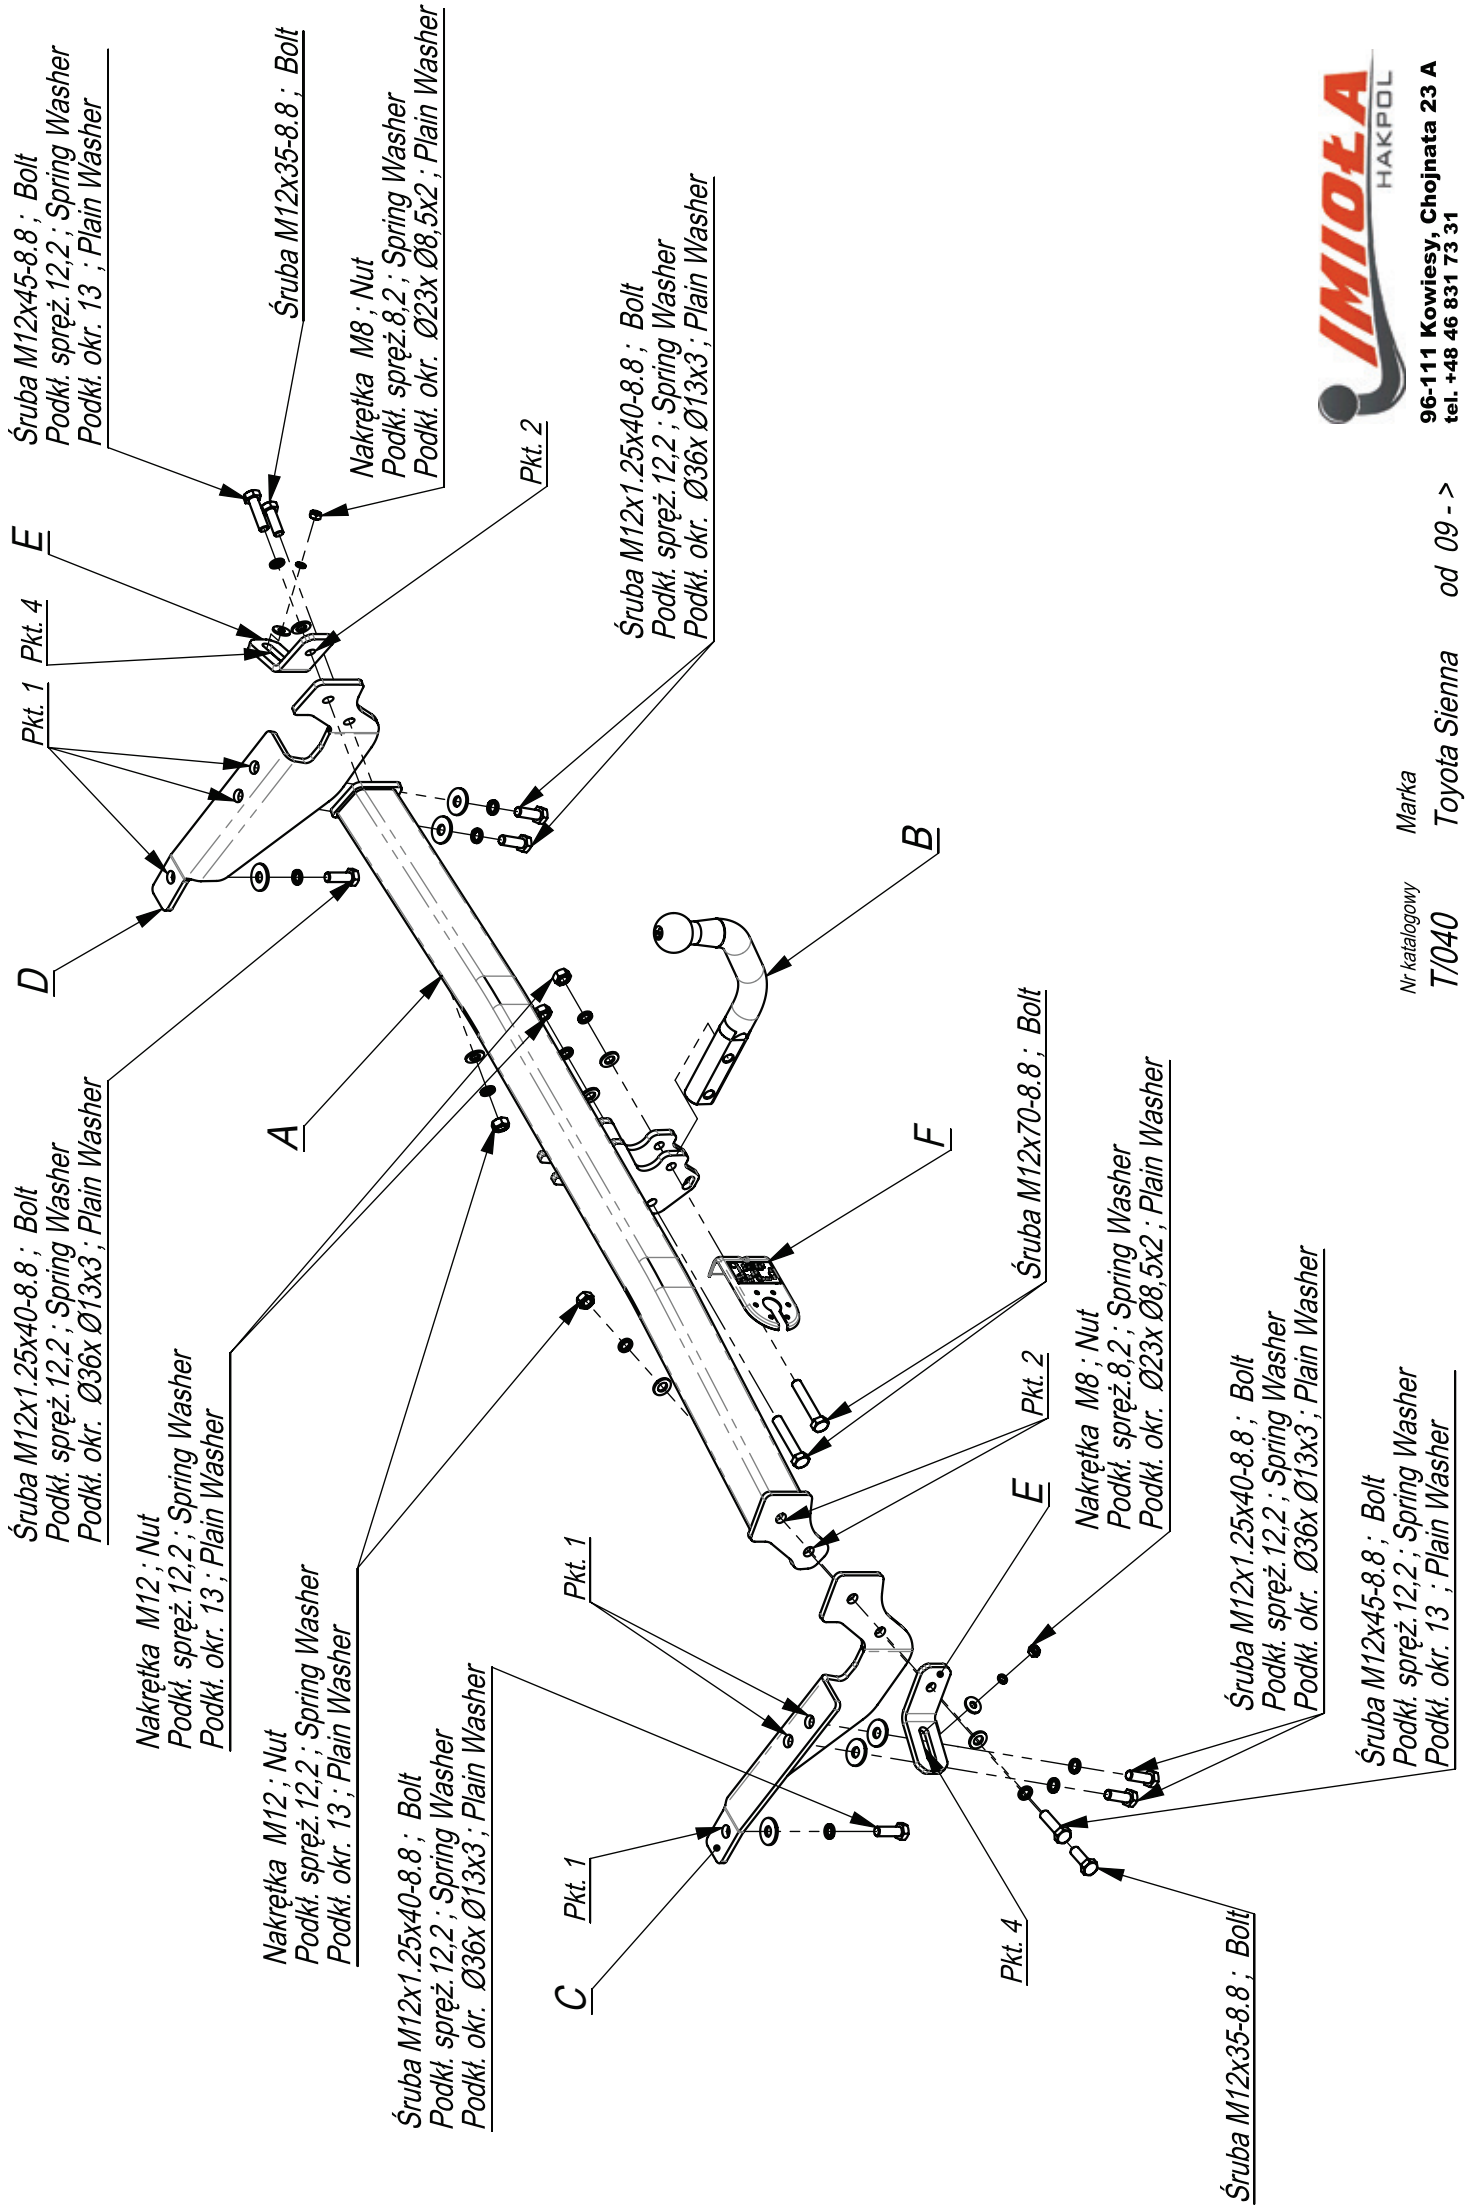 Śruba M12x1.25x40-8.8 ; Bolt
Podkł. spręż.12,2 ; Spring Washer
Podkł. okr. Ø36x Ø13x3 ; Plain Washer
D
Pkt. 1
Pkt. 4
E
Śruba M12x45-8.8 ; Bolt
Podkł. spręż.12,2 ; Spring Washer
Podkł. okr. 13 ; Plain Washer
Śruba M12x35-8.8 ; Bolt
Nakrętka M8 ; Nut
Podkł. spręż.8,2 ; Spring Washer
Podkł. okr. Ø23x Ø8,5x2 ; Plain Washer
Pkt. 2
Nakrętka M12 ; Nut
Podkł. spręż.12,2 ; Spring Washer
Podkł. okr. 13 ; Plain Washer
A
Nakrętka M12 ; Nut
Podkł. spręż.12,2 ; Spring Washer
Podkł. okr. 13 ; Plain Washer
Śruba M12x1.25x40-8.8 ; Bolt
Podkł. spręż.12,2 ; Spring Washer
Podkł. okr. Ø36x Ø13x3 ; Plain Washer
Śruba M12x1.25x40-8.8 ; Bolt
Podkł. spręż.12,2 ; Spring Washer
Podkł. okr. Ø36x Ø13x3 ; Plain Washer
C
Pkt. 1
Pkt. 1
B
F
Śruba M12x70-8.8 ; Bolt
Pkt. 2
Pkt. 4
E
Nakrętka M8 ; Nut
Podkł. spręż.8,2 ; Spring Washer
Podkł. okr. Ø23x Ø8,5x2 ; Plain Washer
Śruba M12x1.25x40-8.8 ; Bolt
Podkł. spręż.12,2 ; Spring Washer
Podkł. okr. Ø36x Ø13x3 ; Plain Washer
Śruba M12x35-8.8 ; Bolt
Śruba M12x45-8.8 ; Bolt
Podkł. spręż.12,2 ; Spring Washer
Podkł. okr. 13 ; Plain Washer
Nr katalogowy
T/040
Marka
Toyota Sienna
od 09 - >
IMIOŁA
HAKPOL
96-111 Kowiesy, Chojnata 23 A
tel. +48 46 831 73 31